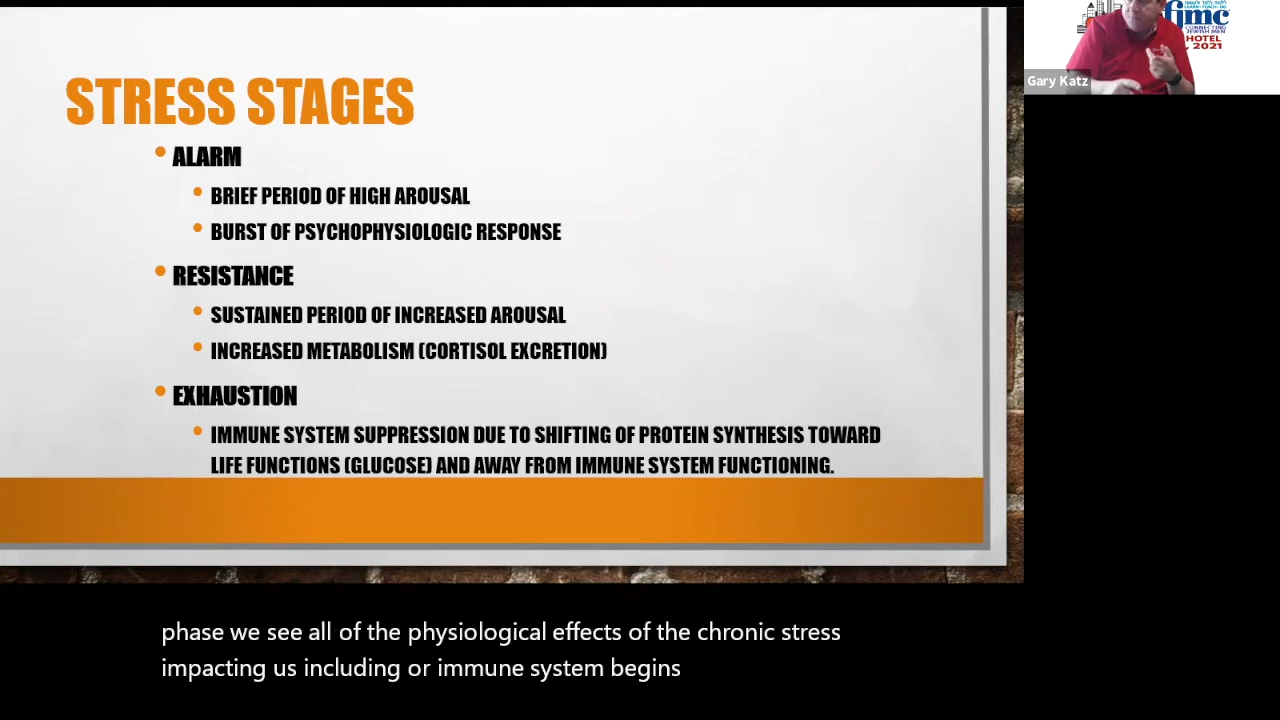 STRESS STAGES
ALARM
BRIEF PERIOD OF HIGH AROUSAL
BURST OF PSYCHOPHYSIOLOGIC RESPONSE
RESISTANCE
SUSTAINED PERIOD OF INCREASED AROUSAL
INCREASED METABOLISM (CORTISOL EXCRETION)
EXHAUSTION
IMMUNE SYSTEM SUPPRESSION DUE TO SHIFTING OF PROTEIN SYNTHESIS TOWARD
LIFE FUNCTIONS (GLUCOSE) AND AWAY FROM IMMUNE SYSTEM FUNCTIONING.
fjmc
CONNECTING
JEWISH MEN
HOTEL
, 2021
Gary Katz
phase we see all of the physiological effects of the chronic stress
impacting us including or immune system begins